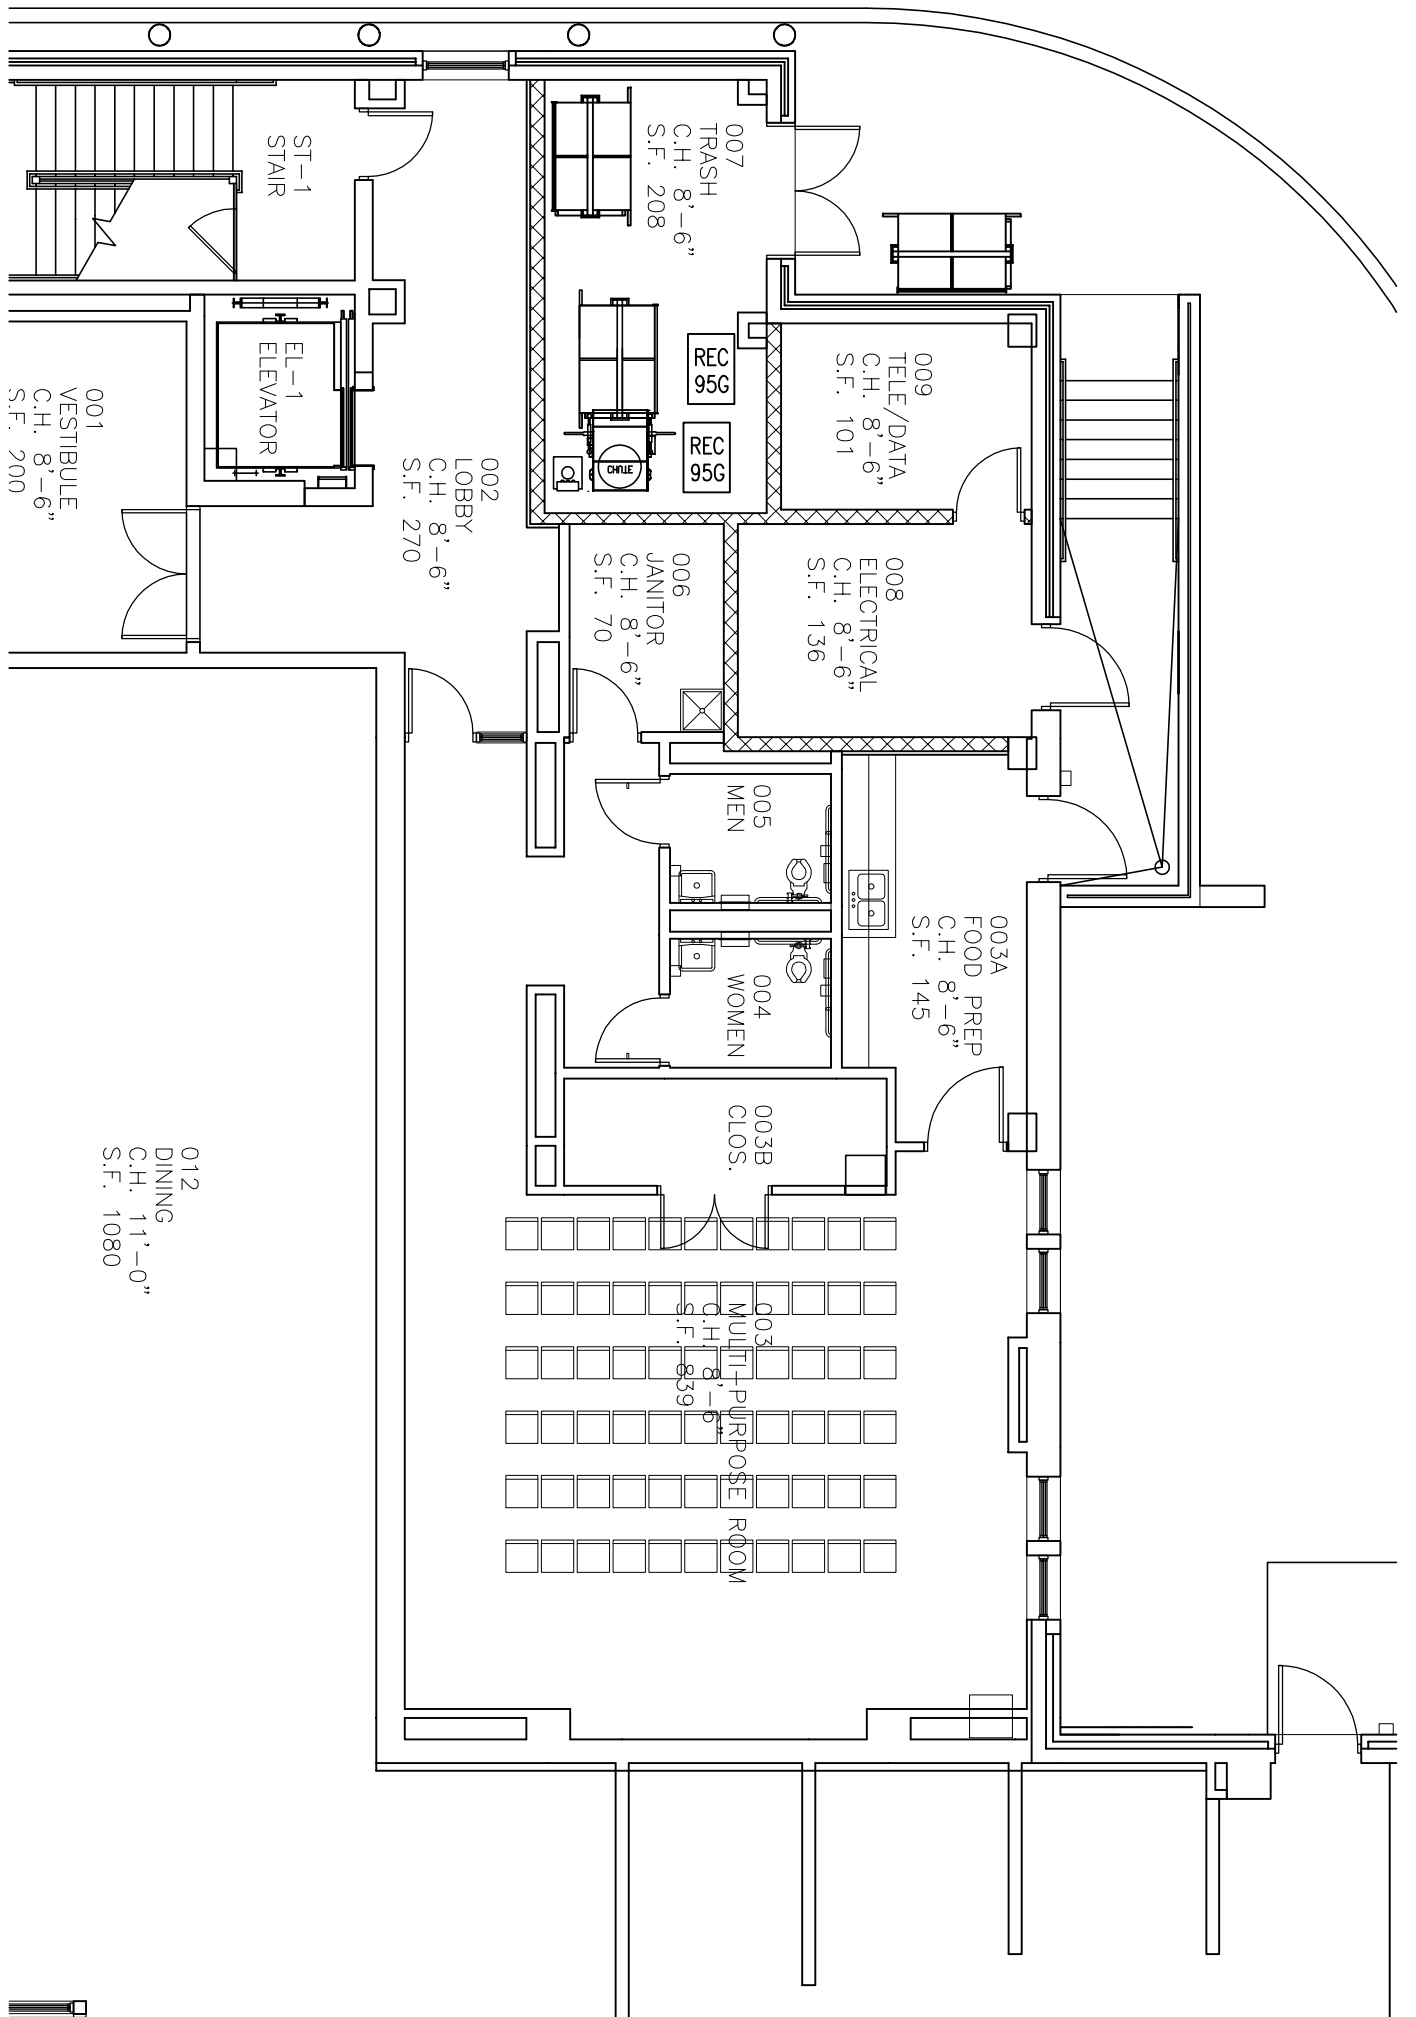 ST-1
STAIR
EL-1
ELEVATOR
001
VESTIBULE
C.H. 8'-6"
S.F. 200
002
LOBBY
C.H. 8'-6"
S.F. 270
007
TRASH
C.H. 8'-6"
S.F. 208
REC
95G
REC
95G
CHUTE
009
TELE/DATA
C.H. 8'-6"
S.F. 101
008
ELECTRICAL
C.H. 8'-6"
S.F. 136
006
JANITOR
C.H. 8'-6"
S.F. 70
005
MEN
004
WOMEN
003A
FOOD PREP
C.H. 8'-6"
S.F. 145
003B
CLOS.
003
MULTI-PURPOSE ROOM
C.H. 8'-6"
S.F. 839
012
DINING
C.H. 11'-0"
S.F. 1080